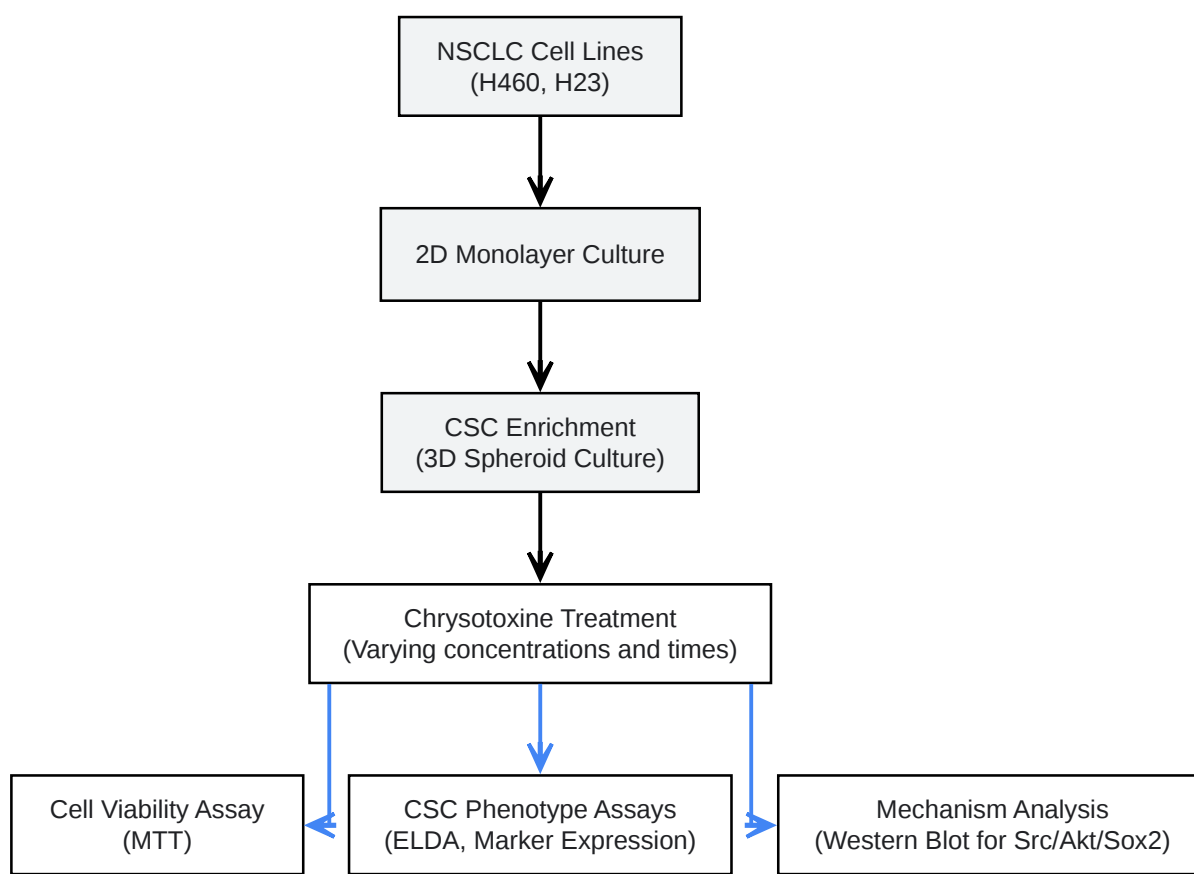 NSCLC Cell Lines
(H460, H23)
2D Monolayer Culture
CSC Enrichment
(3D Spheroid Culture)
Chrysotoxine Treatment
(Varying concentrations and times)
Cell Viability Assay
(MTT)
CSC Phenotype Assays
(ELDA, Marker Expression)
Mechanism Analysis
(Western Blot for Src/Akt/Sox2)